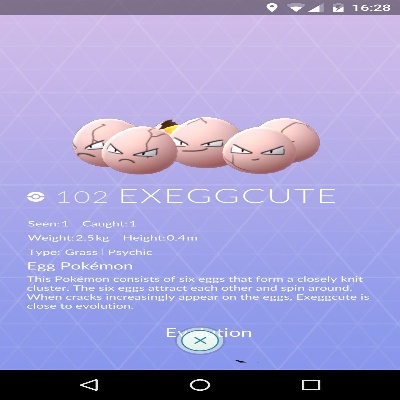 16:28
102 EXEGGCUTE
Seen:1 Caught:1
Weight:2.5kg Height:0.4m
Type: Grass | Psychic
Egg Pokémon
This Pokémon consists of six eggs that form a closely knit
cluster. The six eggs attract each other and spin around.
When cracks increasingly appear on the eggs, Exeggcute is
close to evolution.
Evolution